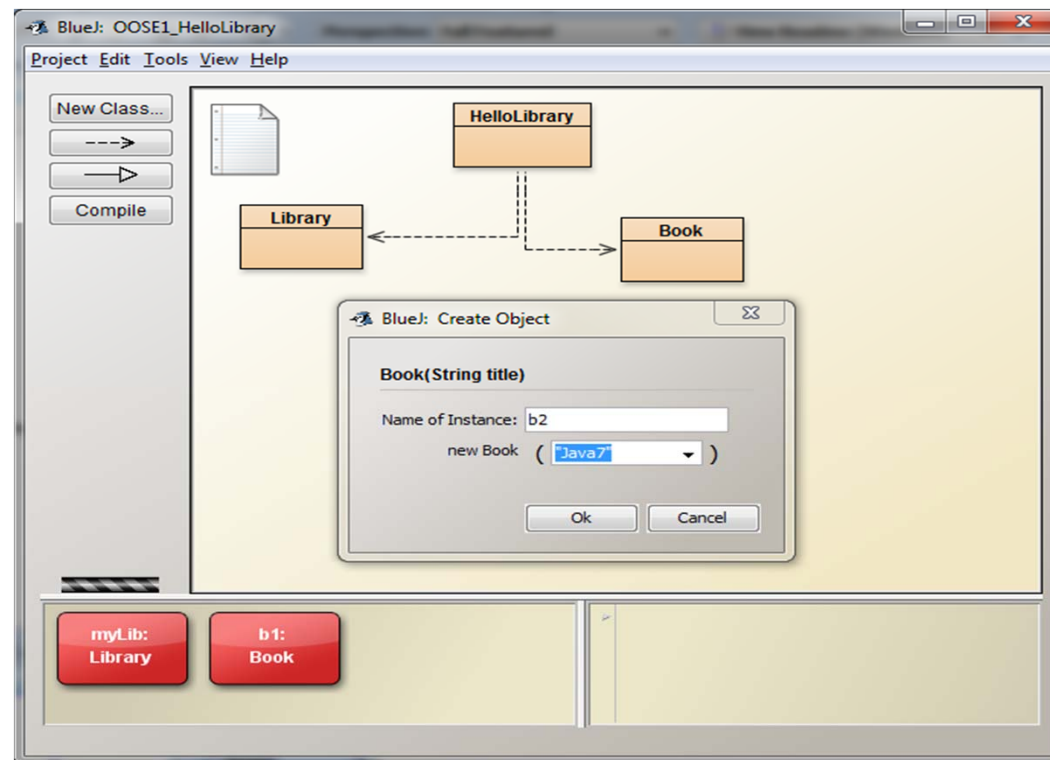 BlueJ: OOSE1_HelloLibrary
Project Edit Tools View Help
New Class...
Compile
HelloLibrary
Library
Book
BlueJ: Create Object
Book(String title)
Name of Instance: b2
new Book ( "Java7" )
Ok Cancel
myLib:
Library
b1:
Book